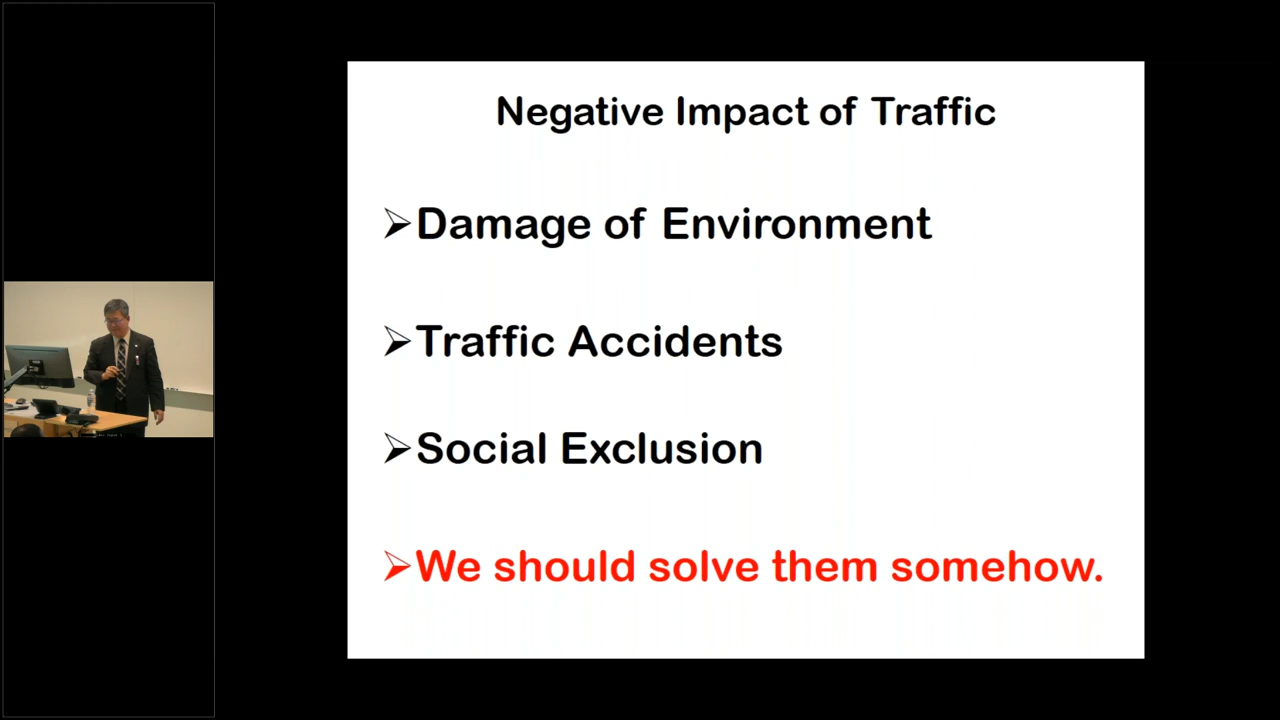 Negative Impact of Traffic
Damage of Environment
Traffic Accidents
Social Exclusion
We should solve them somehow.